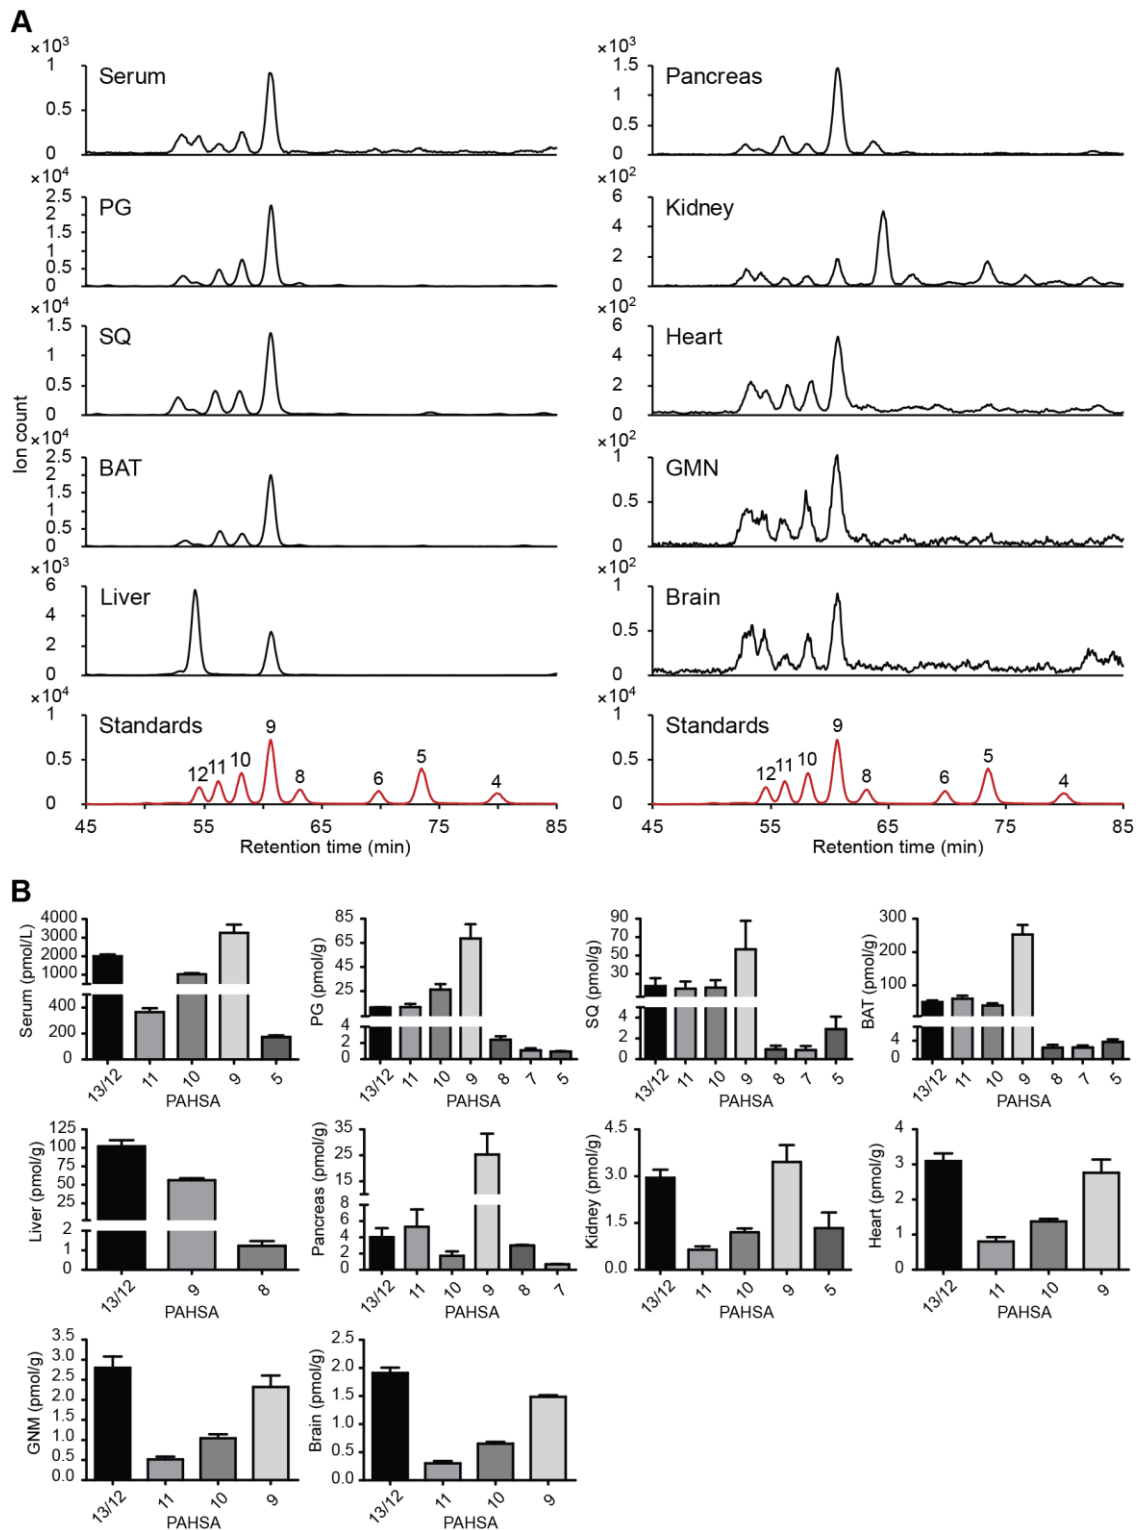 A
×10³
1
0.5
0
Serum
×10³
1.5
1
0.5
0
Pancreas
×10⁴
2.5
2
1.5
1
0.5
0
PG
×10²
6
4
2
0
Kidney
×10⁴
1.5
1
0.5
0
SQ
×10²
6
4
2
0
Heart
Ion count
×10⁴
2.5
2
1.5
1
0.5
0
BAT
×10²
1
0.5
0
GMN
×10³
6
4
2
0
Liver
×10²
1
0.5
0
Brain
×10⁴
1
0.5
0
Standards
12 11 10 9 8 6 5 4
45 55 65 75 85
Retention time (min)
×10⁴
1
0.5
0
Standards
12 11 10 9 8 6 5 4
45 55 65 75 85
Retention time (min)
B
Serum (pmol/L)
4000
3000
2000
1000
400
200
0
13/12 11 10 9 5
PAHSA
PG (pmol/g)
85
65
45
25
4
2
0
13/12 11 10 9 8 7 5
PAHSA
SQ (pmol/g)
90
70
50
30
4
2
0
13/12 11 10 9 8 7 5
PAHSA
BAT (pmol/g)
300
200
100
4
0
13/12 11 10 9 8 7 5
PAHSA
Liver (pmol/g)
125
100
75
50
25
2
1
0
13/12 9 8
PAHSA
Pancreas (pmol/g)
35
25
15
8
6
4
2
0
13/12 11 10 9 8 7
PAHSA
Kidney (pmol/g)
4.5
3.0
1.5
0.0
13/12 11 10 9 5
PAHSA
Heart (pmol/g)
4
3
2
1
0
13/12 11 10 9
PAHSA
GNM (pmol/g)
3.5
3.0
2.5
2.0
1.5
1.0
0.5
0.0
13/12 11 10 9
PAHSA
Brain (pmol/g)
2.5
2.0
1.5
1.0
0.5
0.0
13/12 11 10 9
PAHSA